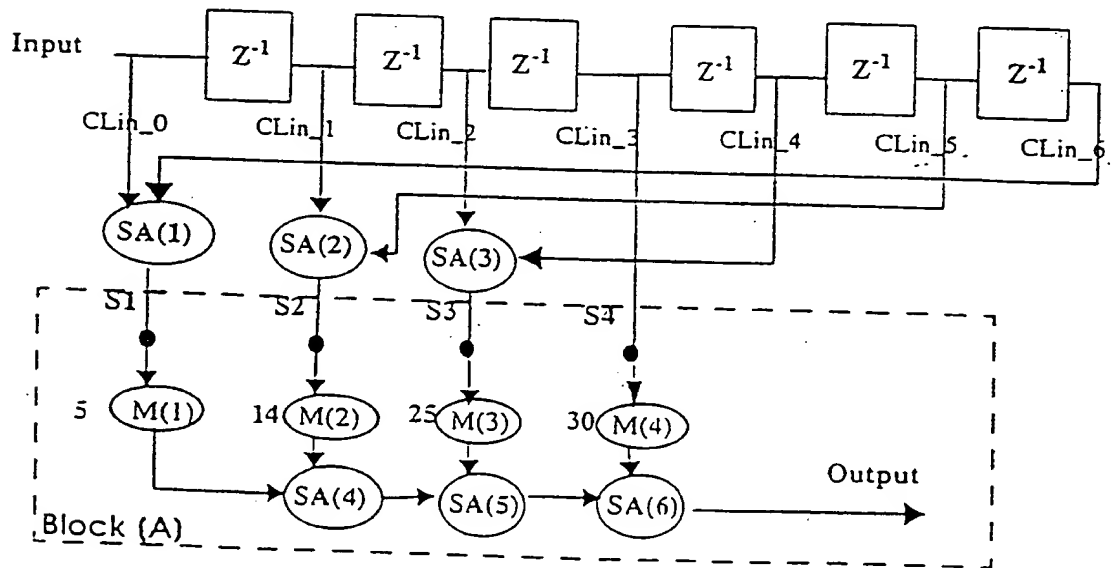 Input
Z-1 Z-1 Z-1 Z-1 Z-1 Z-1
CLin_0 CLin_1 CLin_2 CLin_3 CLin_4 CLin_5 CLin_6
SA(1) SA(2) SA(3)
S1 S2 S3 S4
5 M(1) 14 M(2) 25 M(3) 30 M(4)
Output
SA(4) SA(5) SA(6)
Block (A)